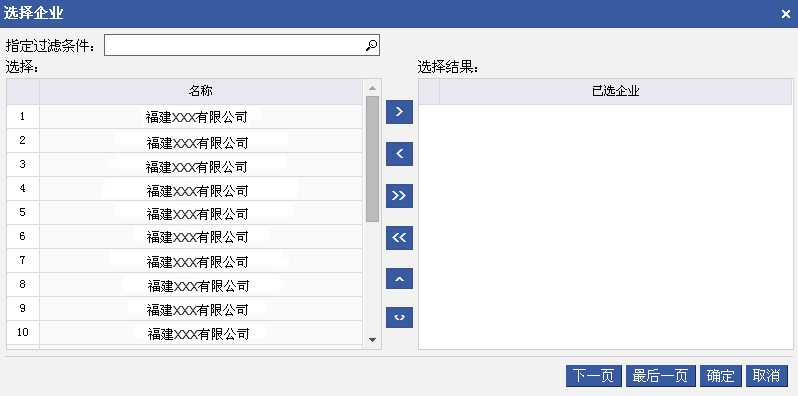 选择企业
指定过滤条件：
选择：
选择结果：
名称
已选企业
1 福建XXX有限公司
2 福建XXX有限公司
3 福建XXX有限公司
4 福建XXX有限公司
5 福建XXX有限公司
6 福建XXX有限公司
7 福建XXX有限公司
8 福建XXX有限公司
9 福建XXX有限公司
10 福建XXX有限公司
下一页 最后一页 确定 取消